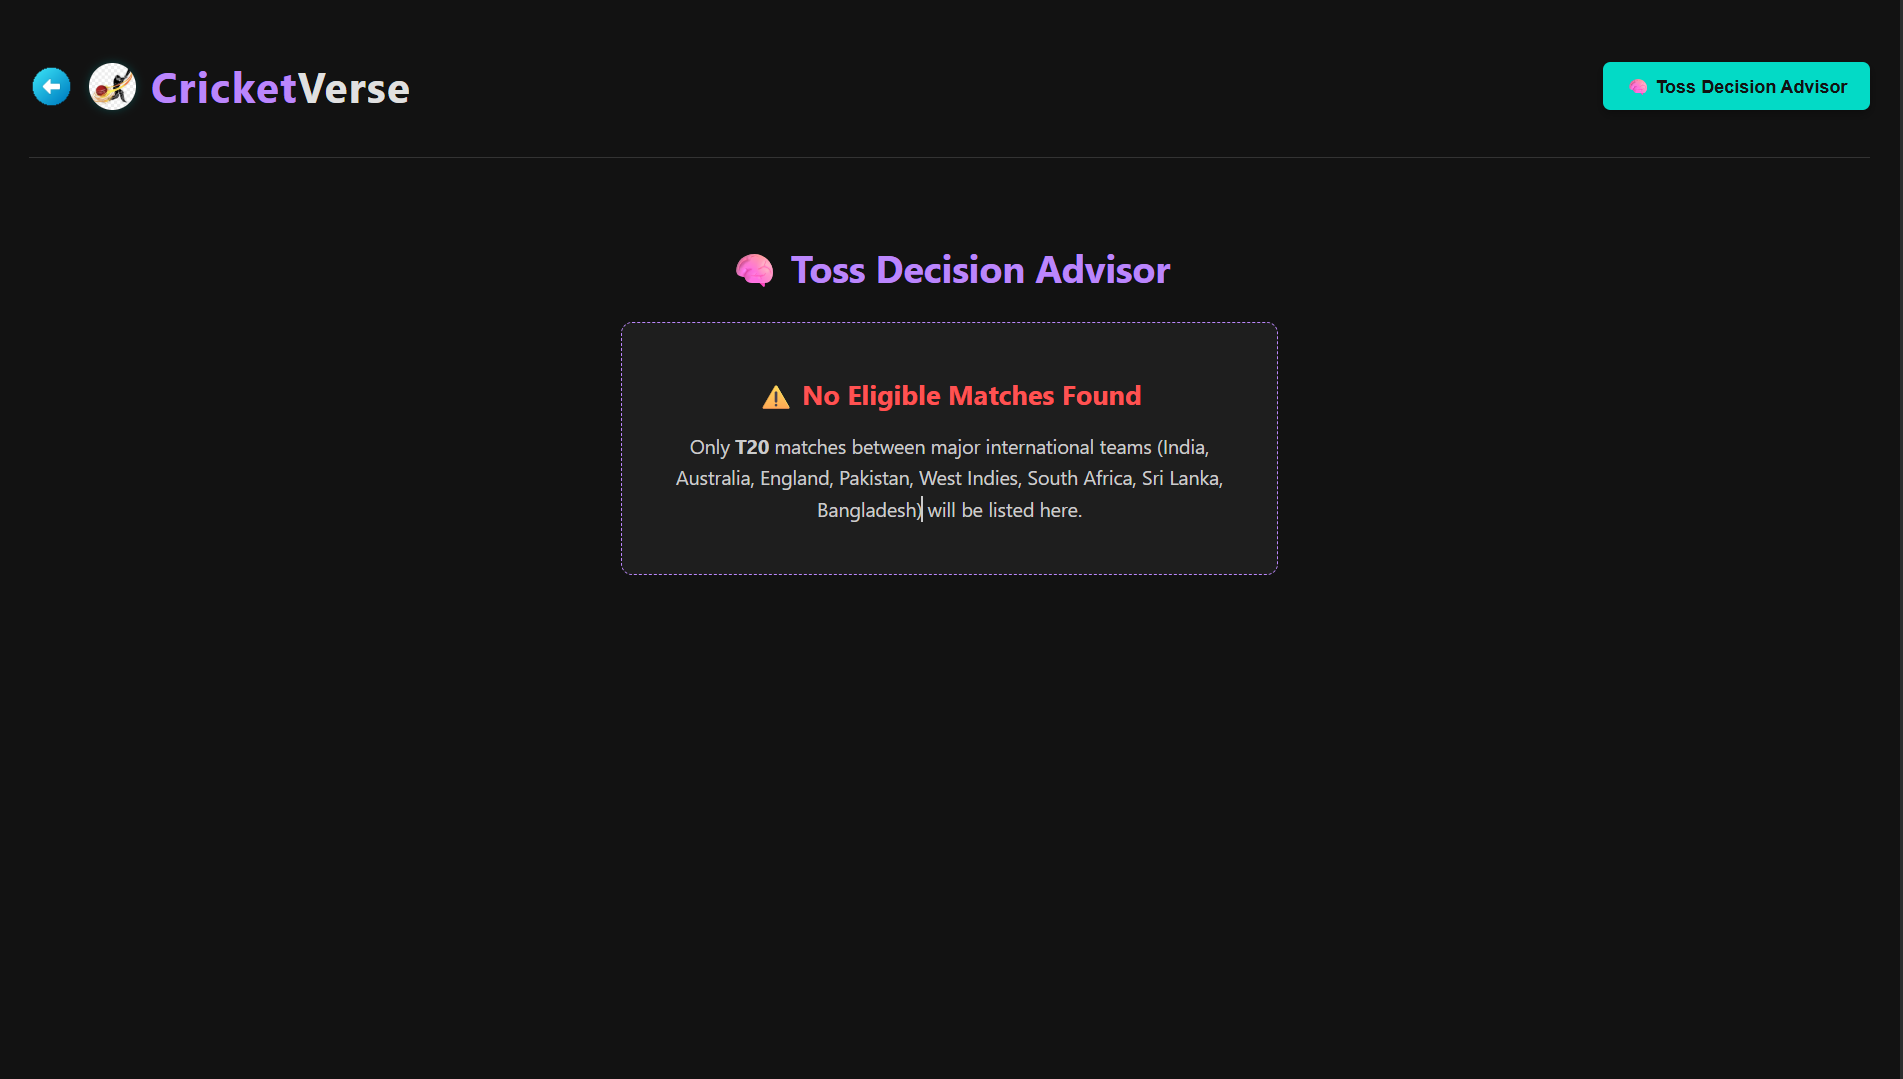 CricketVerse
🧠 Toss Decision Advisor
🧠 Toss Decision Advisor
⚠️ No Eligible Matches Found
Only T20 matches between major international teams (India,
Australia, England, Pakistan, West Indies, South Africa, Sri Lanka,
Bangladesh) will be listed here.